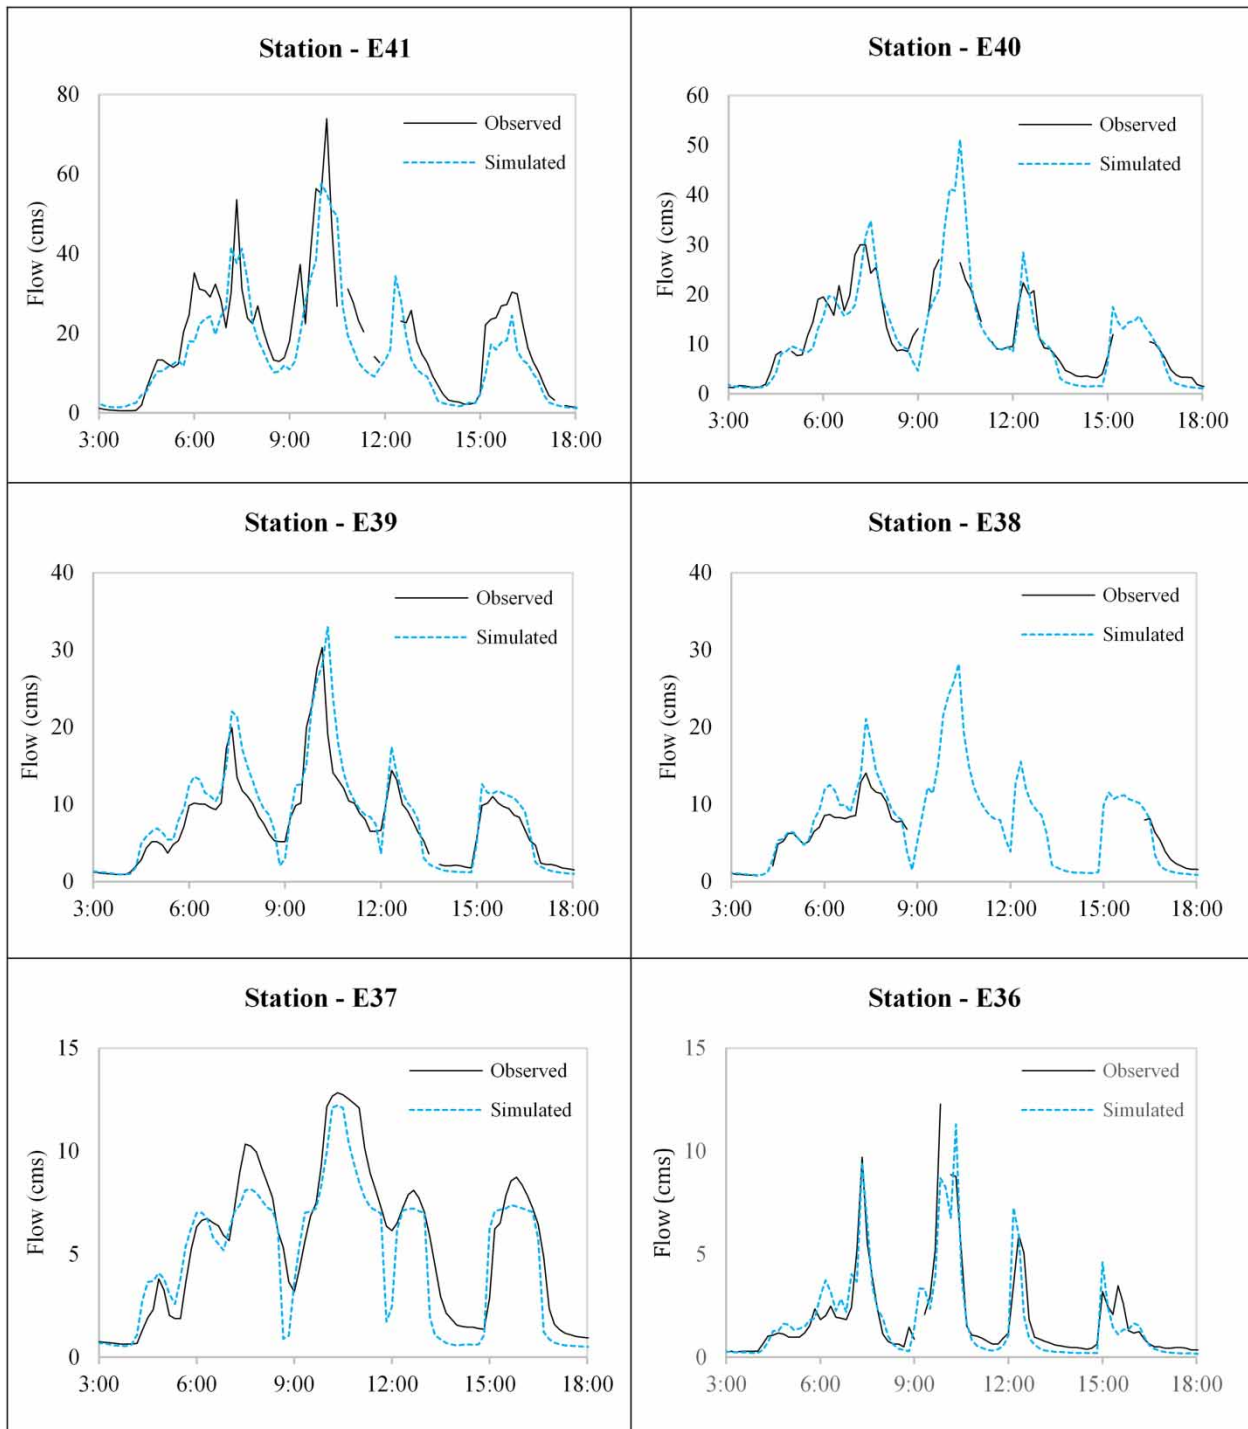 Station - E41
80
60
40
20
0
Flow (cms)
Observed
Simulated
3:00 6:00 9:00 12:00 15:00 18:00
Station - E40
60
50
40
30
20
10
0
Flow (cms)
Observed
Simulated
3:00 6:00 9:00 12:00 15:00 18:00
Station - E39
40
30
20
10
0
Flow (cms)
Observed
Simulated
3:00 6:00 9:00 12:00 15:00 18:00
Station - E38
40
30
20
10
0
Flow (cms)
Observed
Simulated
3:00 6:00 9:00 12:00 15:00 18:00
Station - E37
15
10
5
0
Flow (cms)
Observed
Simulated
3:00 6:00 9:00 12:00 15:00 18:00
Station - E36
15
10
5
0
Flow (cms)
Observed
Simulated
3:00 6:00 9:00 12:00 15:00 18:00